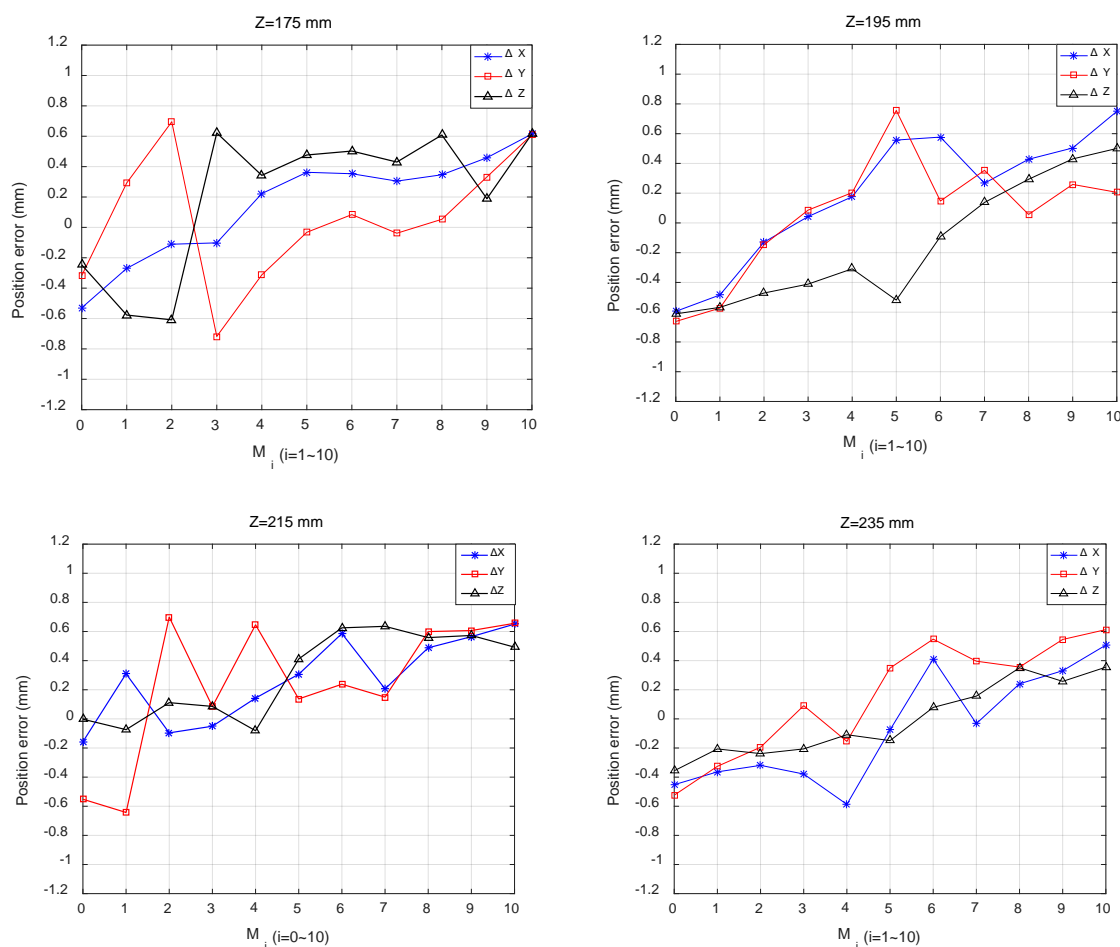 Z=175 mm
Position error (mm)
1.2
1
0.8
0.6
0.4
0.2
0
-0.2
-0.4
-0.6
-0.8
-1
-1.2
0 1 2 3 4 5 6 7 8 9 10
M i (i=1~10)
Δ X
Δ Y
Δ Z
Z=195 mm
Position error (mm)
1.2
1
0.8
0.6
0.4
0.2
0
-0.2
-0.4
-0.6
-0.8
-1
-1.2
0 1 2 3 4 5 6 7 8 9 10
M i (i=1~10)
Δ X
Δ Y
Δ Z
Z=215 mm
Position error (mm)
1.2
1
0.8
0.6
0.4
0.2
0
-0.2
-0.4
-0.6
-0.8
-1
-1.2
0 1 2 3 4 5 6 7 8 9 10
M i (i=0~10)
ΔX
ΔY
ΔZ
Z=235 mm
Position error (mm)
1.2
1
0.8
0.6
0.4
0.2
0
-0.2
-0.4
-0.6
-0.8
-1
-1.2
0 1 2 3 4 5 6 7 8 9 10
M i (i=1~10)
Δ X
Δ Y
Δ Z